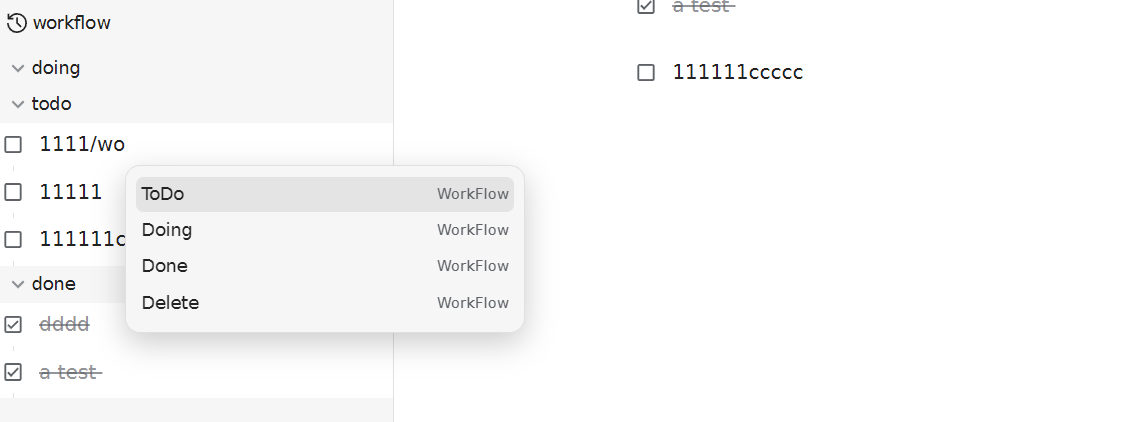 workflow
doing
todo
1111/wo
11111
111111c
done
dddd
a test
ToDo WorkFlow
Doing WorkFlow
Done WorkFlow
Delete WorkFlow
a test
111111ccccc